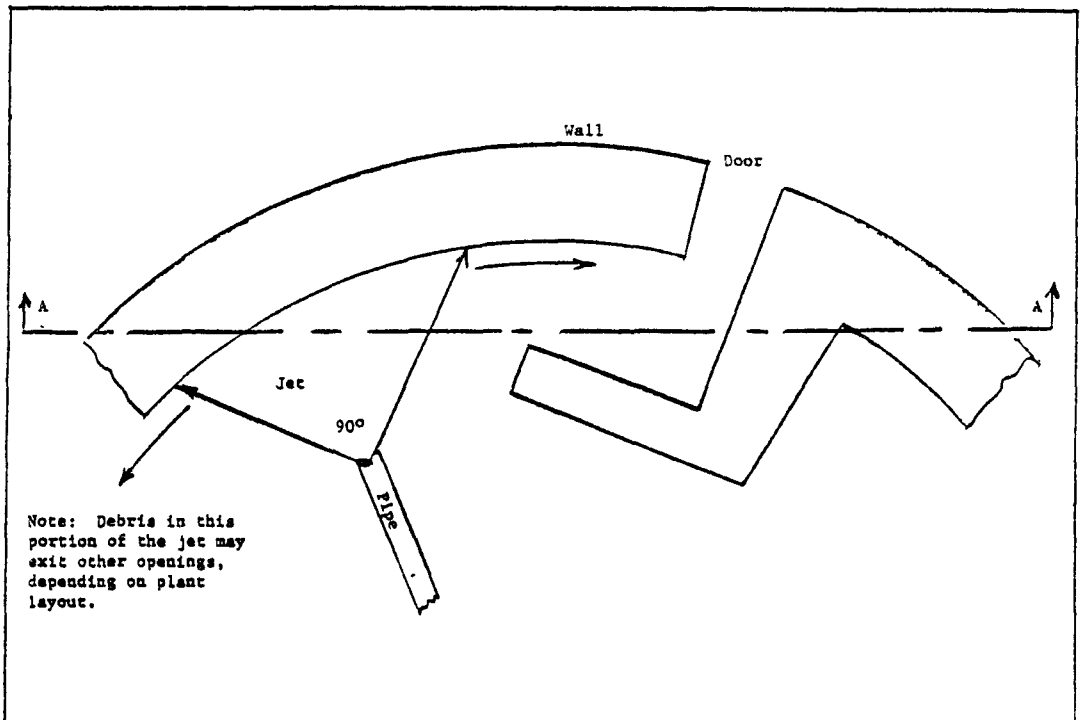 Wall
Door
A
A
Jet
90°
Pipe
Note: Debris in this
portion of the jet may
exit other openings,
depending on plant
layout.